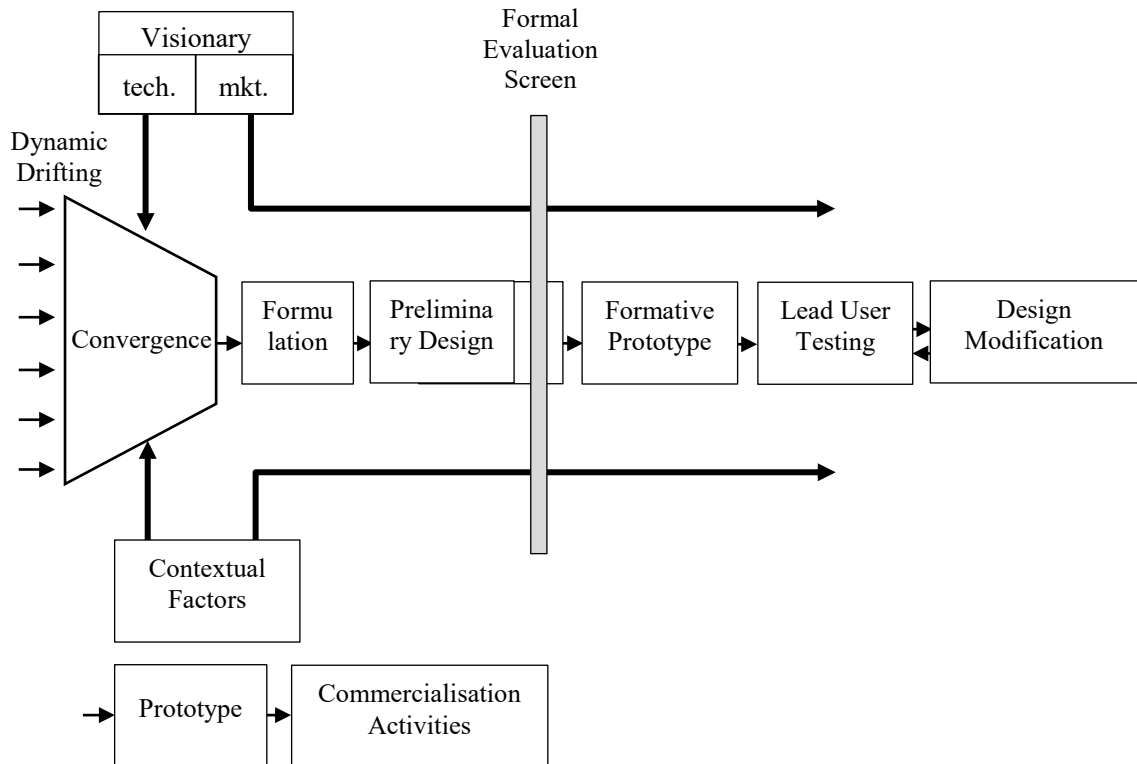 Visionary
tech. mkt.
Formal
Evaluation
Screen
Dynamic
Drifting
Convergence
Formu
lation
Prelimina
ry Design
Formative
Prototype
Lead User
Testing
Design
Modification
Contextual
Factors
Prototype
Commercialisation
Activities